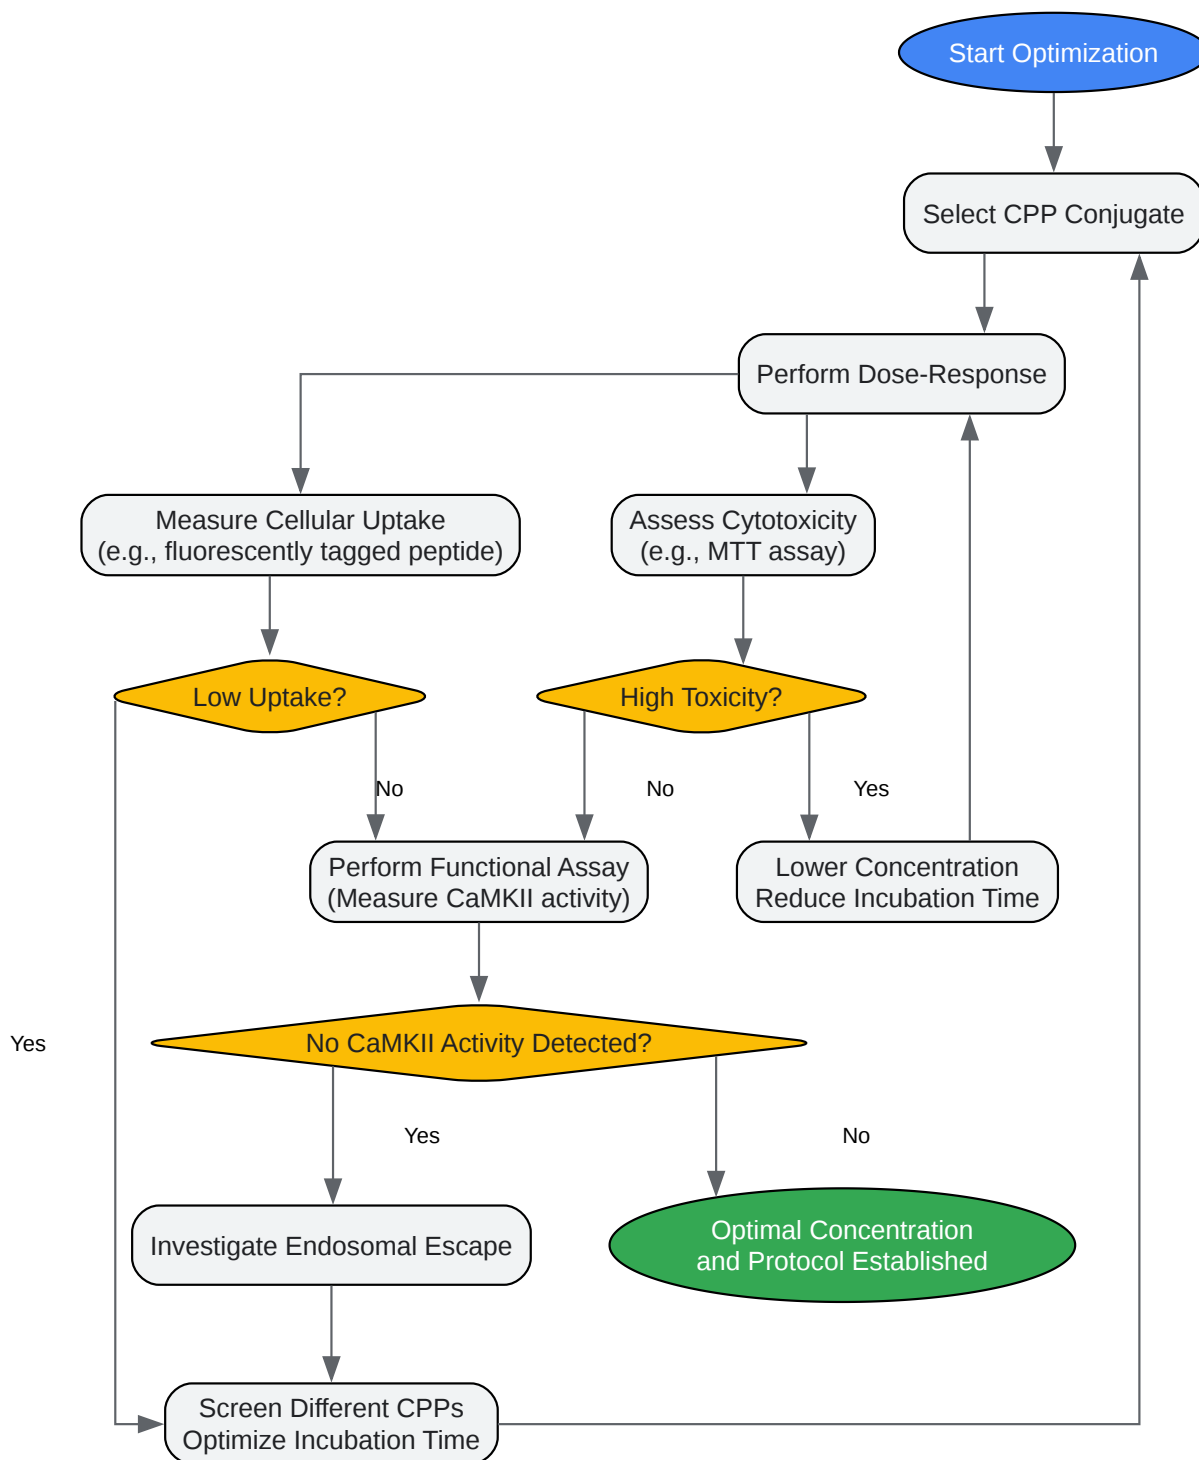 Start Optimization
Select CPP Conjugate
Perform Dose-Response
Measure Cellular Uptake
(e.g., fluorescently tagged peptide)
Assess Cytotoxicity
(e.g., MTT assay)
Low Uptake?
High Toxicity?
No
No
Yes
Perform Functional Assay
(Measure CaMKII activity)
Lower Concentration
Reduce Incubation Time
Yes
No CaMKII Activity Detected?
Yes
No
Investigate Endosomal Escape
Optimal Concentration
and Protocol Established
Screen Different CPPs
Optimize Incubation Time